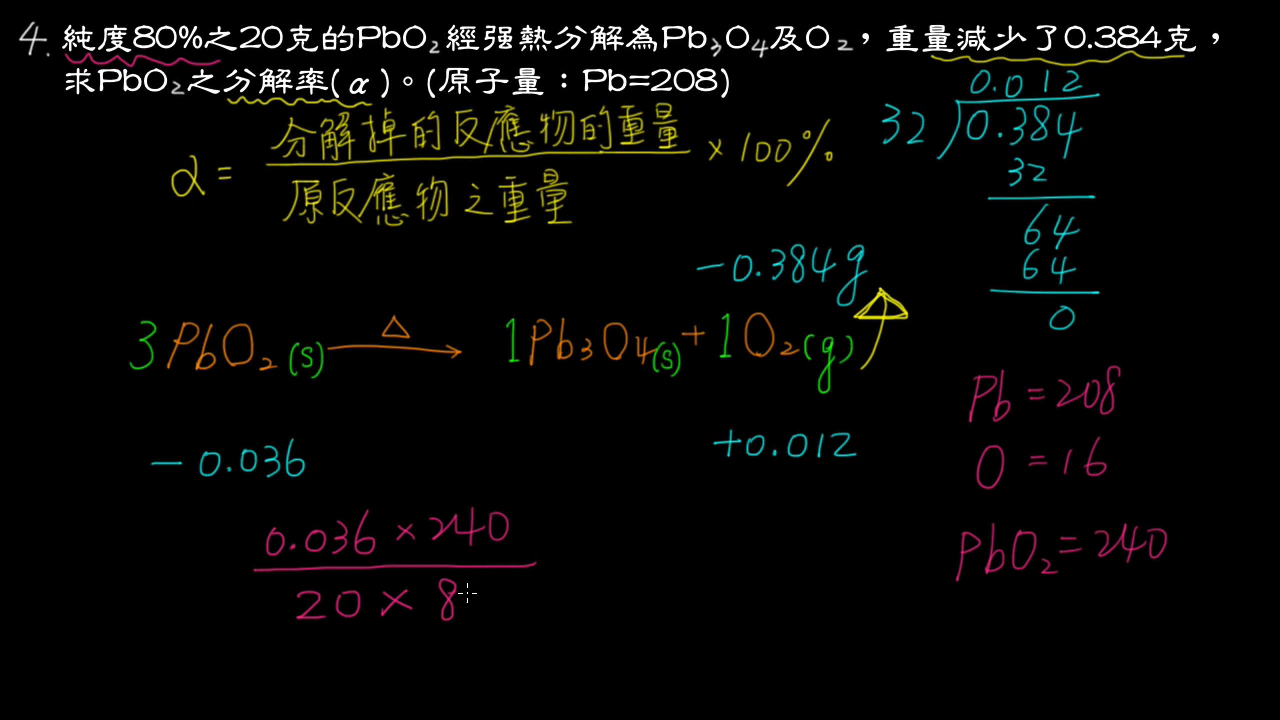 4. 純度80%之20克的PbO₂經强熱分解為Pb₃O₄及O₂，重量減少了0.384克，
求PbO₂之分解率(α)。(原子量：Pb=208)
α = 分解掉的反應物的重量 / 原反應物之重量 × 100%
0.012
32 ) 0.384
32
64
64
0
-0.384g
3PbO₂(s) △→ 1Pb₃O₄(s) + 1O₂(g)
-0.036
+0.012
0.036 × 240
20 × 8
Pb = 208
O = 16
PbO₂ = 240